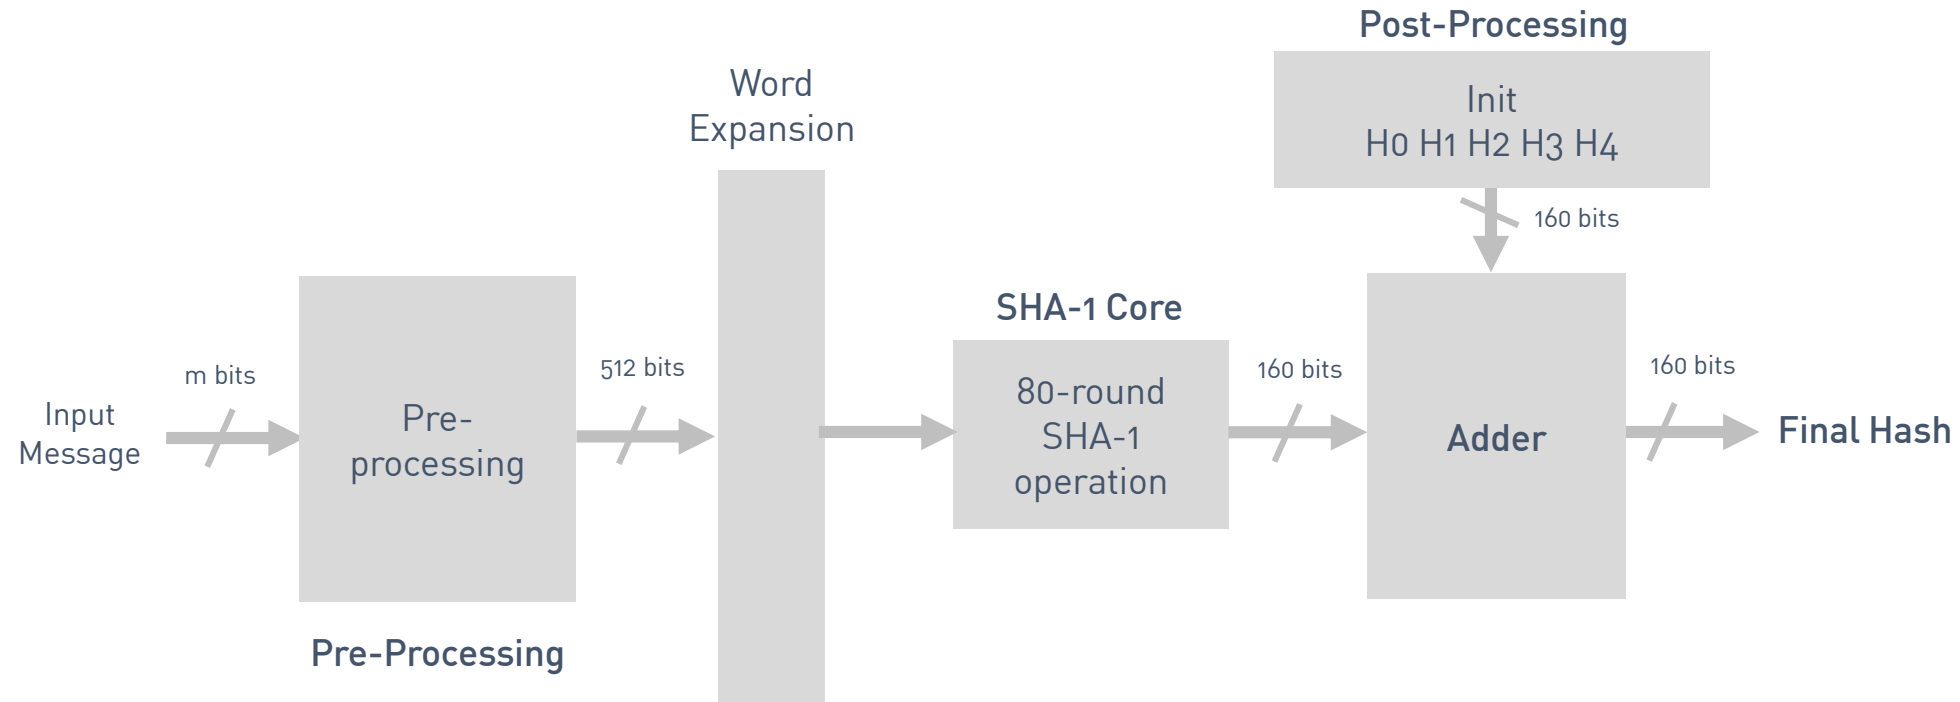 Post-Processing
Init
H0 H1 H2 H3 H4
160 bits
Word
Expansion
SHA-1 Core
80-round
SHA-1
operation
Input
Message
m bits
Pre-
processing
Pre-Processing
512 bits
160 bits
Adder
160 bits
Final Hash